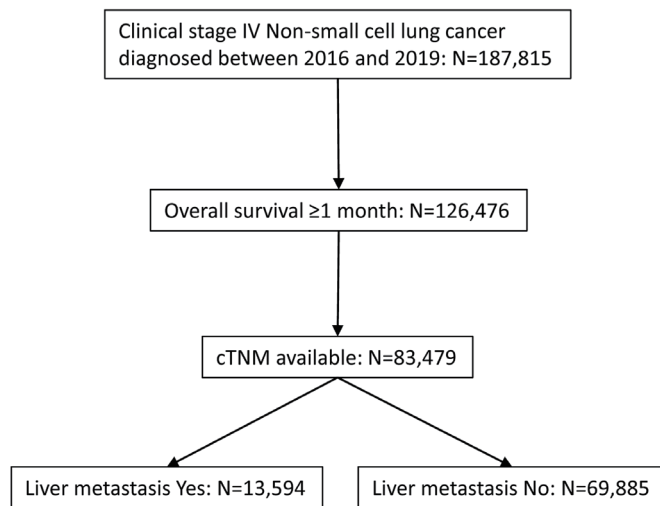 Clinical stage IV Non-small cell lung cancer
diagnosed between 2016 and 2019: N=187,815
Overall survival ≥1 month: N=126,476
cTNM available: N=83,479
Liver metastasis Yes: N=13,594
Liver metastasis No: N=69,885